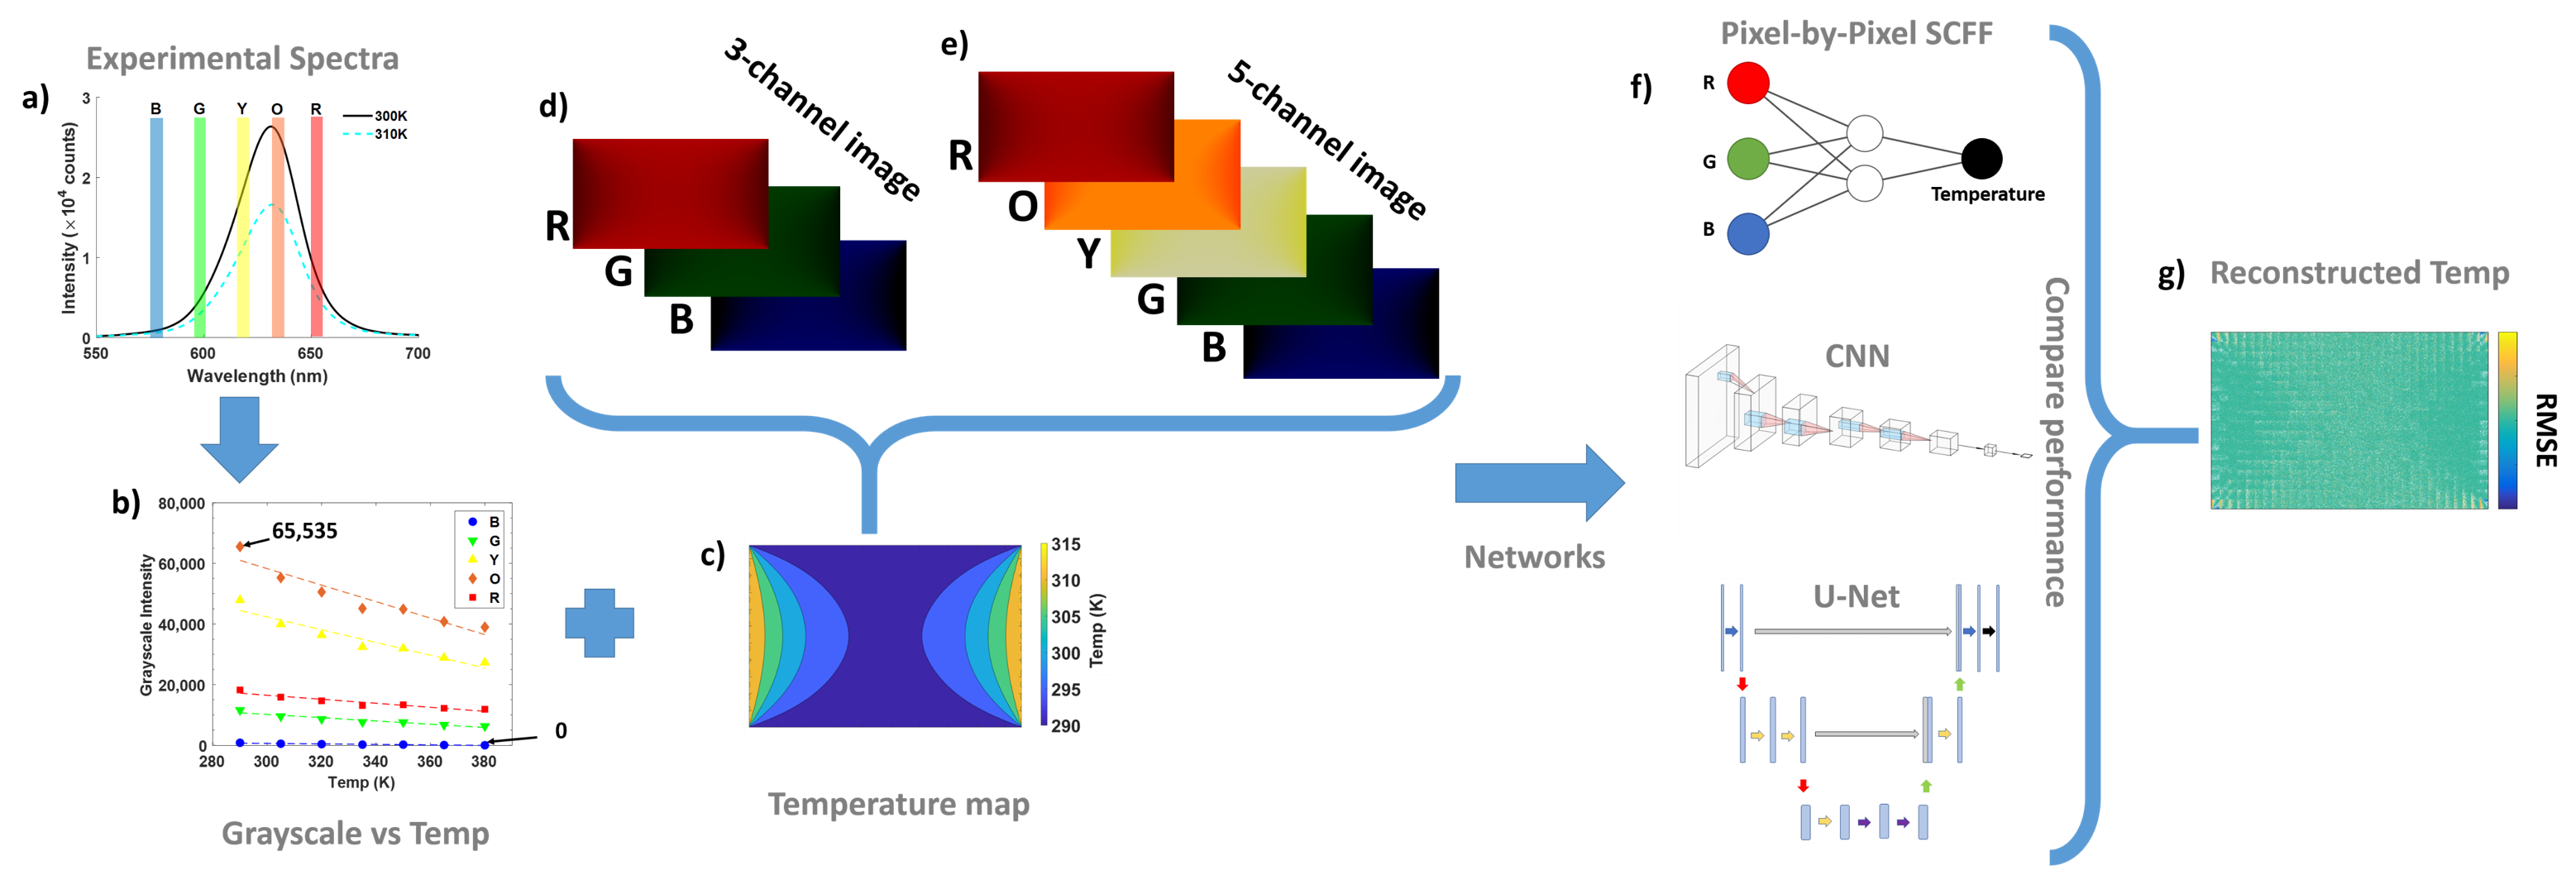 Experimental Spectra
a)
3
2
1
0
Intensity (×10⁴ counts)
B G Y O R
300K
310K
550 600 650 700
Wavelength (nm)
b)
80,000
60,000
40,000
20,000
0
Grayscale Intensity
65,535
B
G
Y
O
R
0
280 300 320 340 360 380
Temp (K)
Grayscale vs Temp
c)
315
310
305
300
295
290
Temp (K)
Temperature map
d)
3-channel image
R
G
B
e)
5-channel image
R
O
Y
G
B
Networks
Pixel-by-Pixel SCFF
f)
R
G
B
Temperature
CNN
U-Net
Compare performance
g) Reconstructed Temp
RMSE